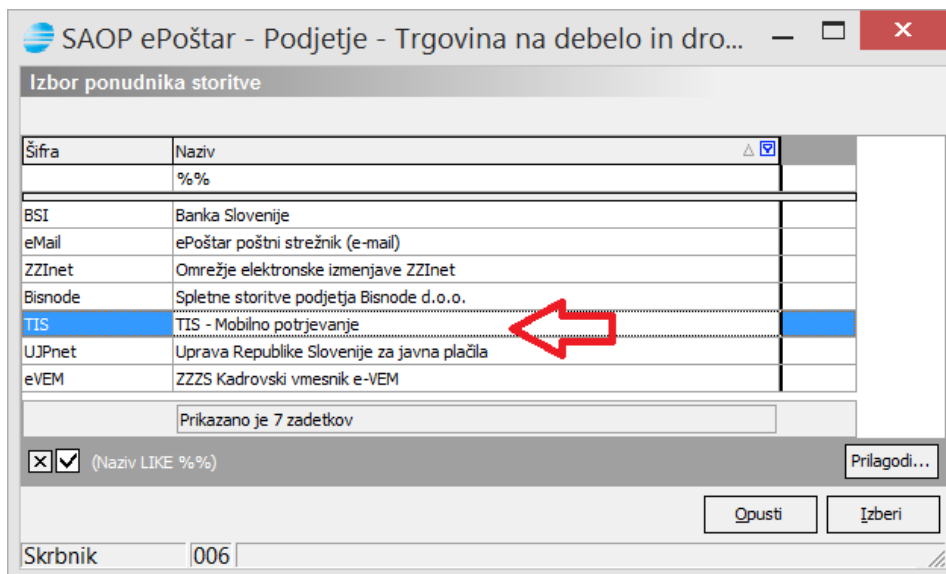 SAOP ePoštar - Podjetje - Trgovina na debelo in dro...
Izbor ponudnika storitve
Šifra Naziv
%%
BSI Banka Slovenije
eMail ePoštar poštni strežnik (e-mail)
ZZInet Omrežje elektronske izmenjave ZZInet
Bisnode Spletne storitve podjetja Bisnode d.o.o.
TIS TIS - Mobilno potrjevanje
UJPnet Uprava Republike Slovenije za javna plačila
eVEM ZZZS Kadrovski vmesnik e-VEM
Prikazano je 7 zadetkov
(Naziv LIKE %%) Prilagodi...
Opusti Izberi
Skrbnik 006